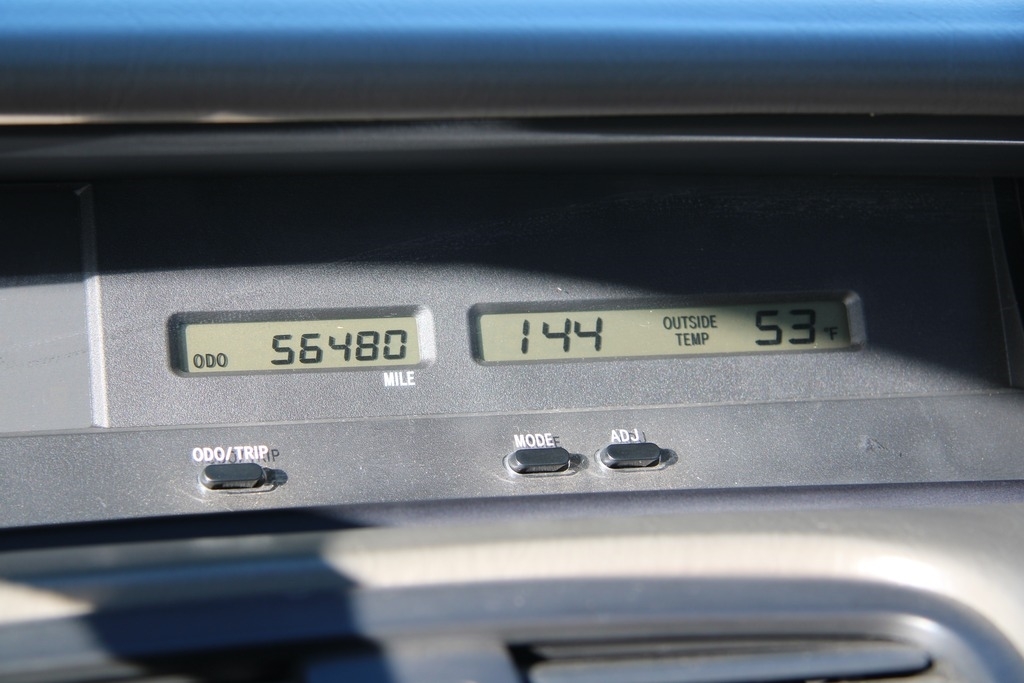 ODO 56480
MILE
144 OUTSIDE TEMP 53°F
ODO/TRIP
MODE
ADJ